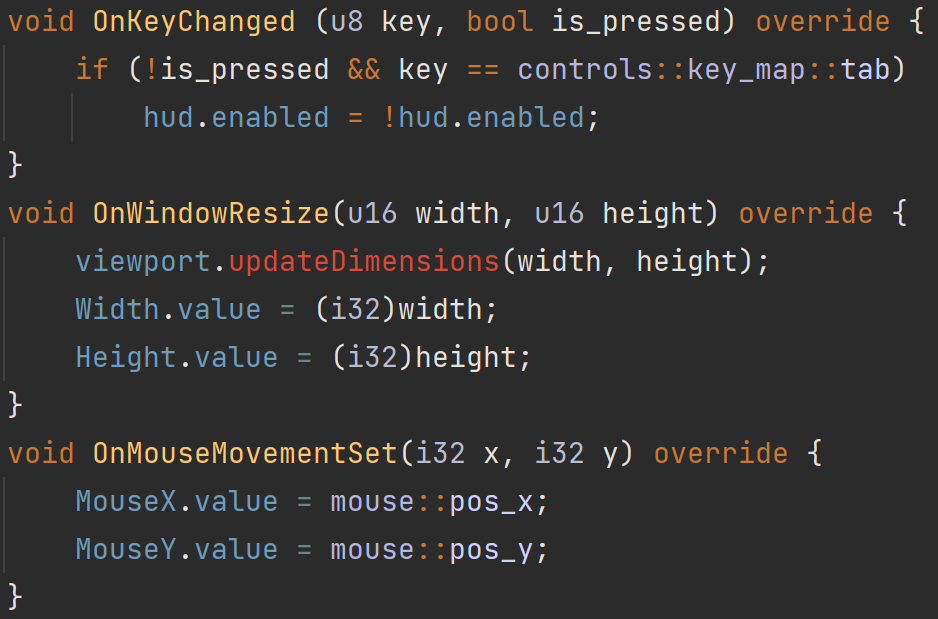 void OnKeyChanged (u8 key, bool is_pressed) override {
    if (!is_pressed && key == controls::key_map::tab)
        hud.enabled = !hud.enabled;
}
void OnWindowResize(u16 width, u16 height) override {
    viewport.updateDimensions(width, height);
    Width.value = (i32)width;
    Height.value = (i32)height;
}
void OnMouseMovementSet(i32 x, i32 y) override {
    MouseX.value = mouse::pos_x;
    MouseY.value = mouse::pos_y;
}